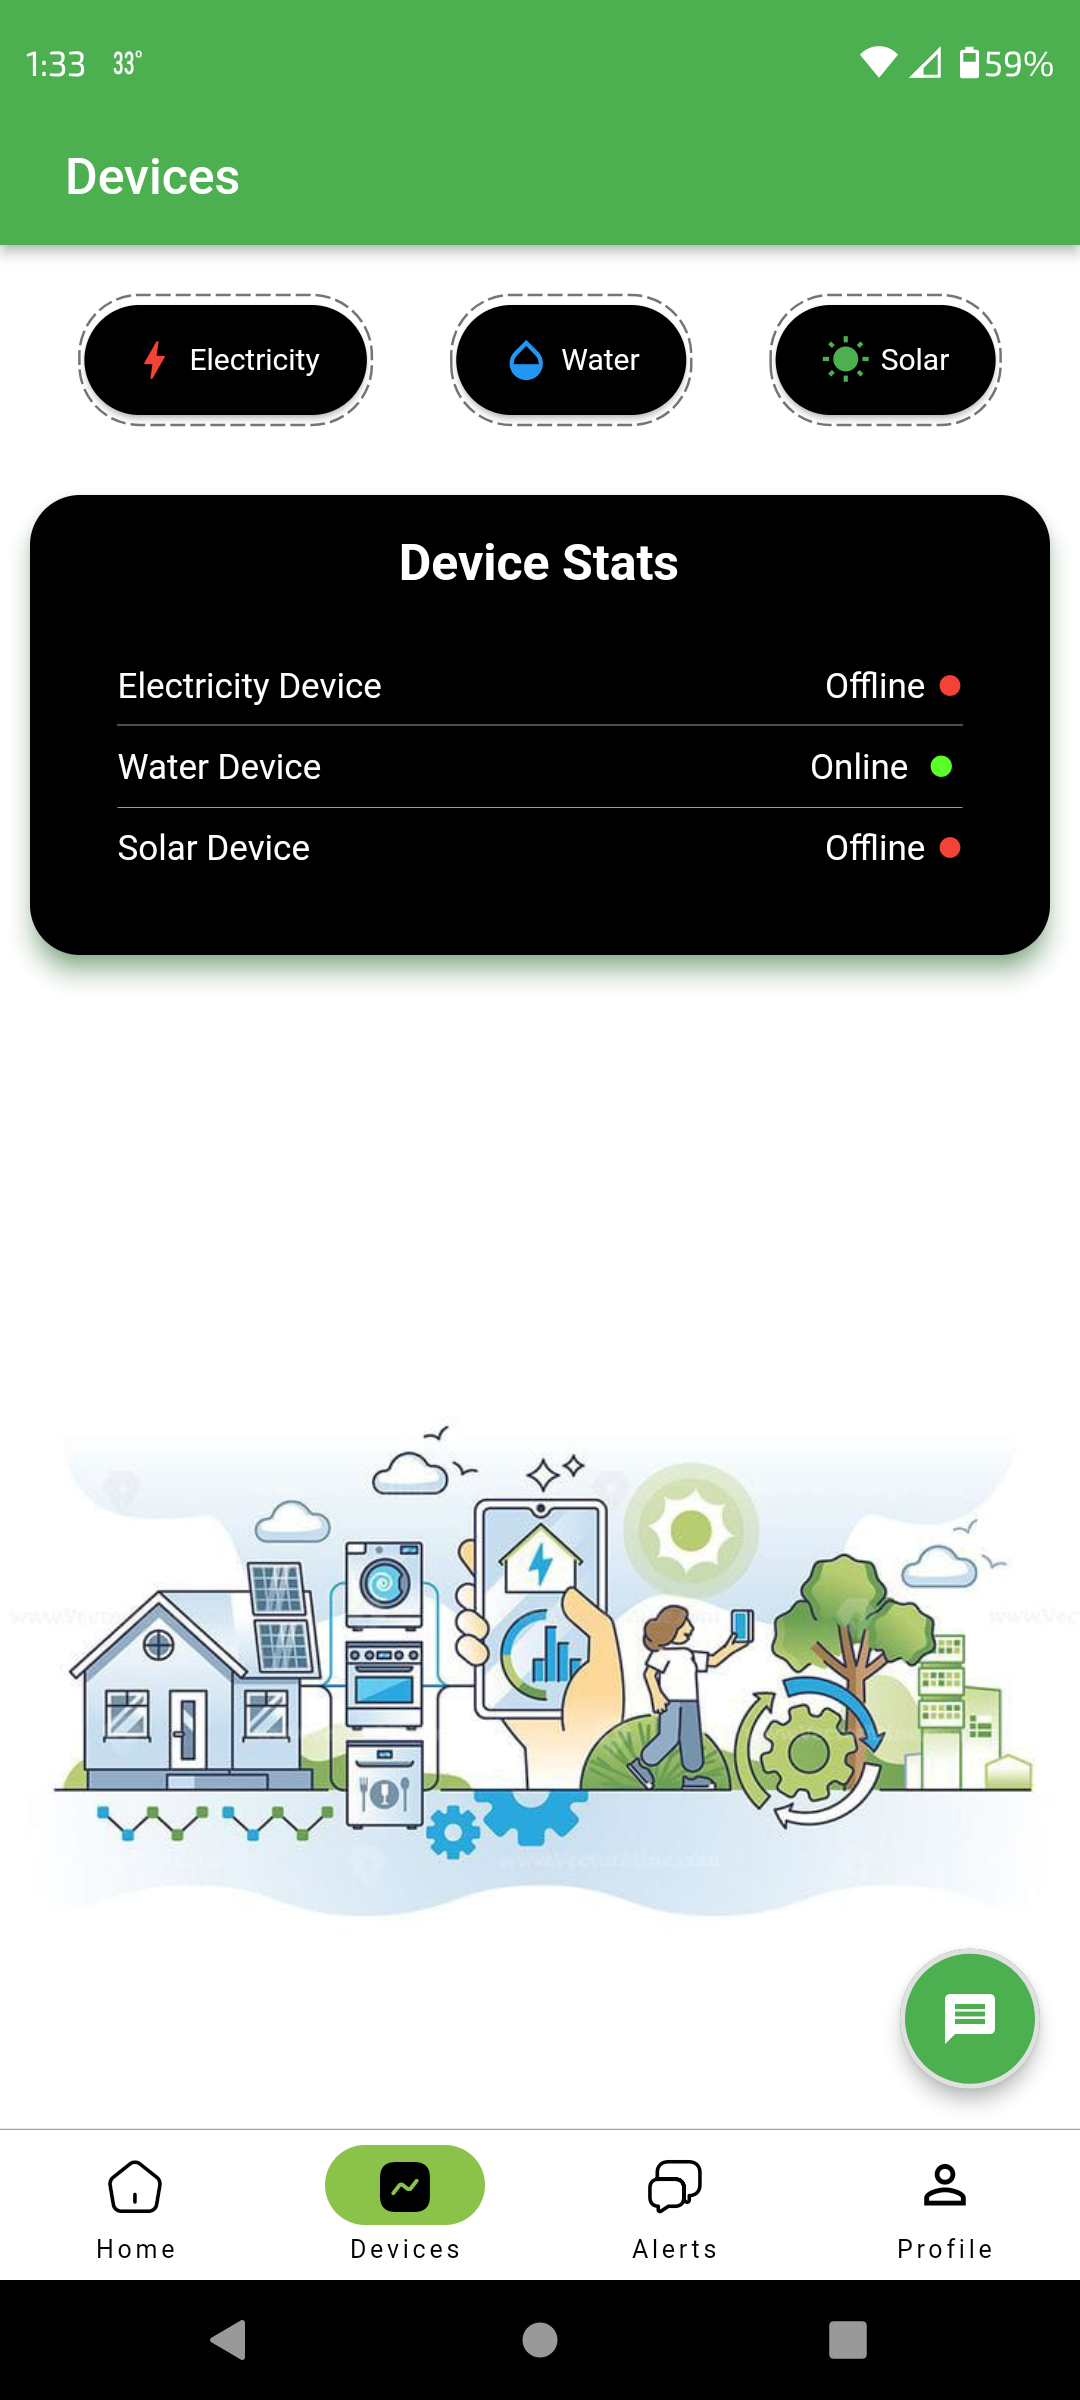 1:33 33° 59%
Devices
Electricity Water Solar
Device Stats
Electricity Device Offline
Water Device Online
Solar Device Offline
Home Devices Alerts Profile